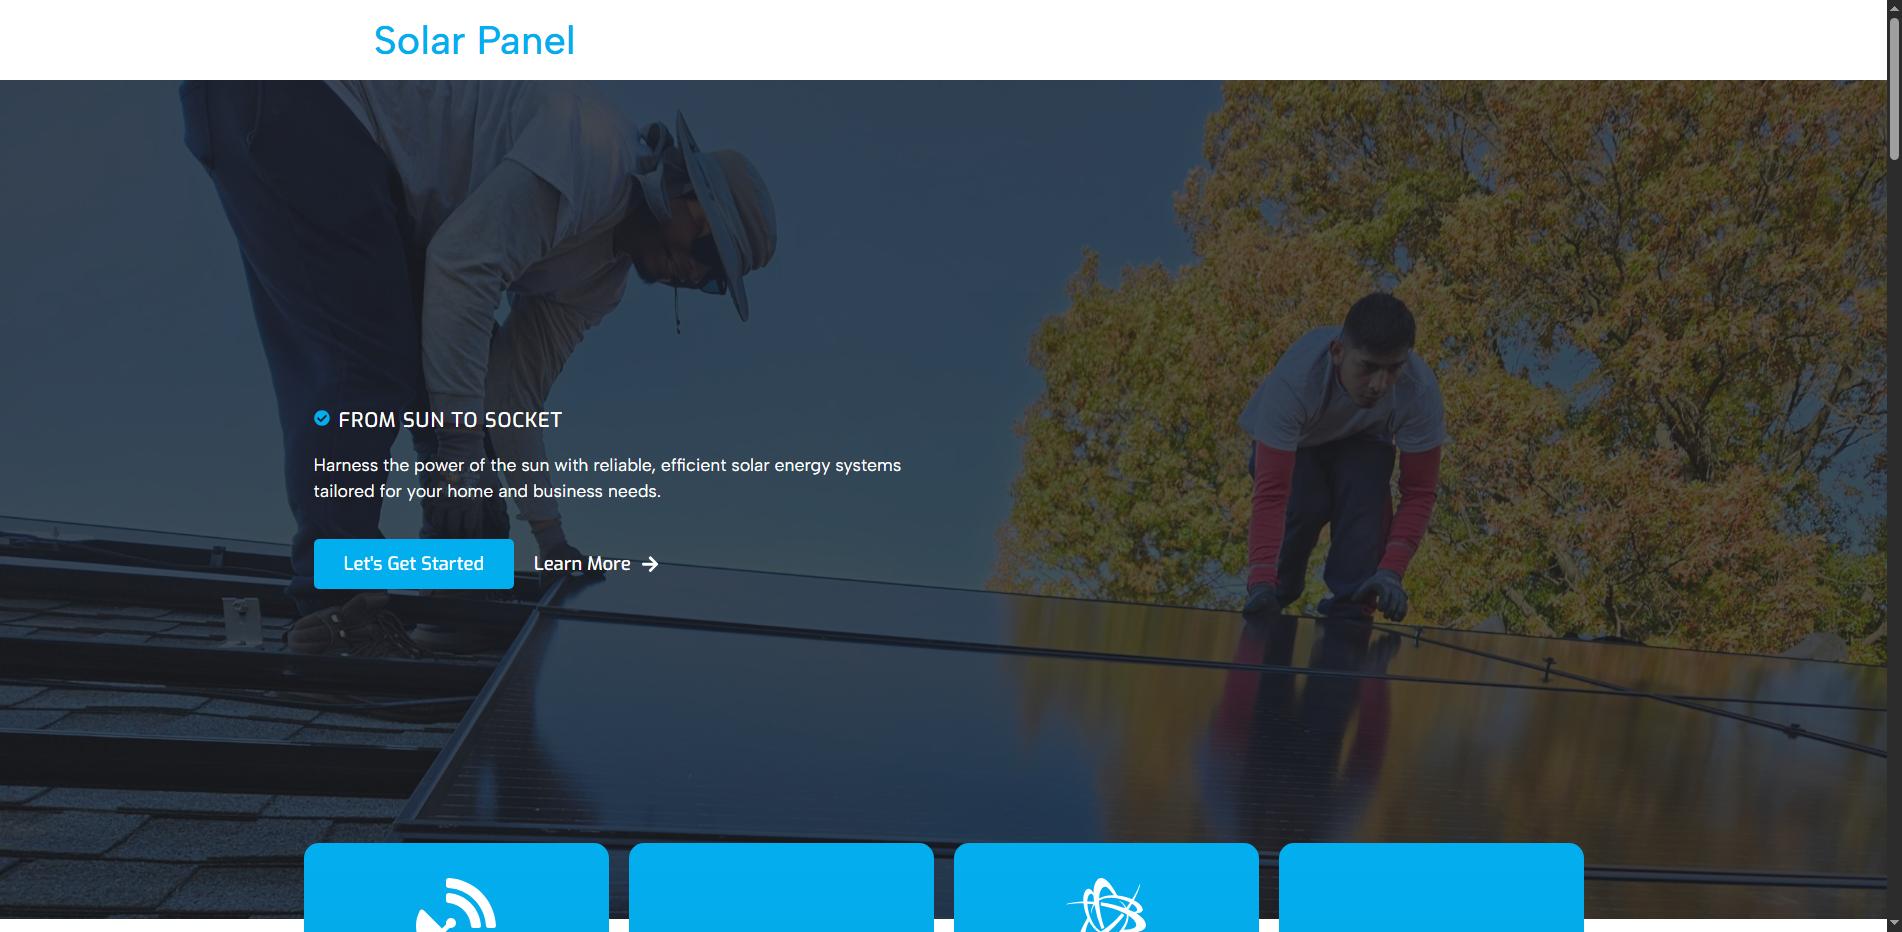 Solar Panel
FROM SUN TO SOCKET
Harness the power of the sun with reliable, efficient solar energy systems
tailored for your home and business needs.
Let's Get Started
Learn More